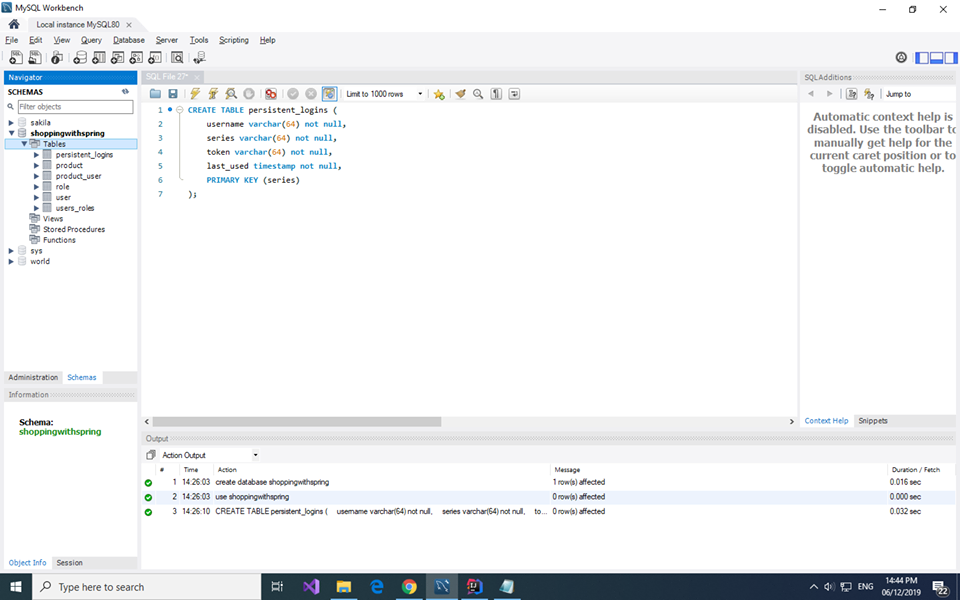 MySQL Workbench
Local instance MySQL80 ×
File Edit View Query Database Server Tools Scripting Help
Navigator
SCHEMAS
Filter objects
sakila
shoppingwithspring
Tables
persistent_logins
product
product_user
role
user
users_roles
Views
Stored Procedures
Functions
sys
world
Administration Schemas
Information
Schema:
shoppingwithspring
Object Info Session
SQL File 27* ×
Limit to 1000 rows
1 CREATE TABLE persistent_logins (
2 username varchar(64) not null,
3 series varchar(64) not null,
4 token varchar(64) not null,
5 last_used timestamp not null,
6 PRIMARY KEY (series)
7 );
SQLAdditions
Jump to
Automatic context help is
disabled. Use the toolbar to
manually get help for the
current caret position or to
toggle automatic help.
Context Help Snippets
Output
Action Output
# Time Action Message Duration / Fetch
1 14:26:03 create database shoppingwithspring 1 row(s) affected 0.016 sec
2 14:26:03 use shoppingwithspring 0 row(s) affected 0.000 sec
3 14:26:10 CREATE TABLE persistent_logins ( username varchar(64) not null, series varchar(64) not null, to... 0 row(s) affected 0.032 sec
Type here to search
ENG
14:44 PM
06/12/2019
22